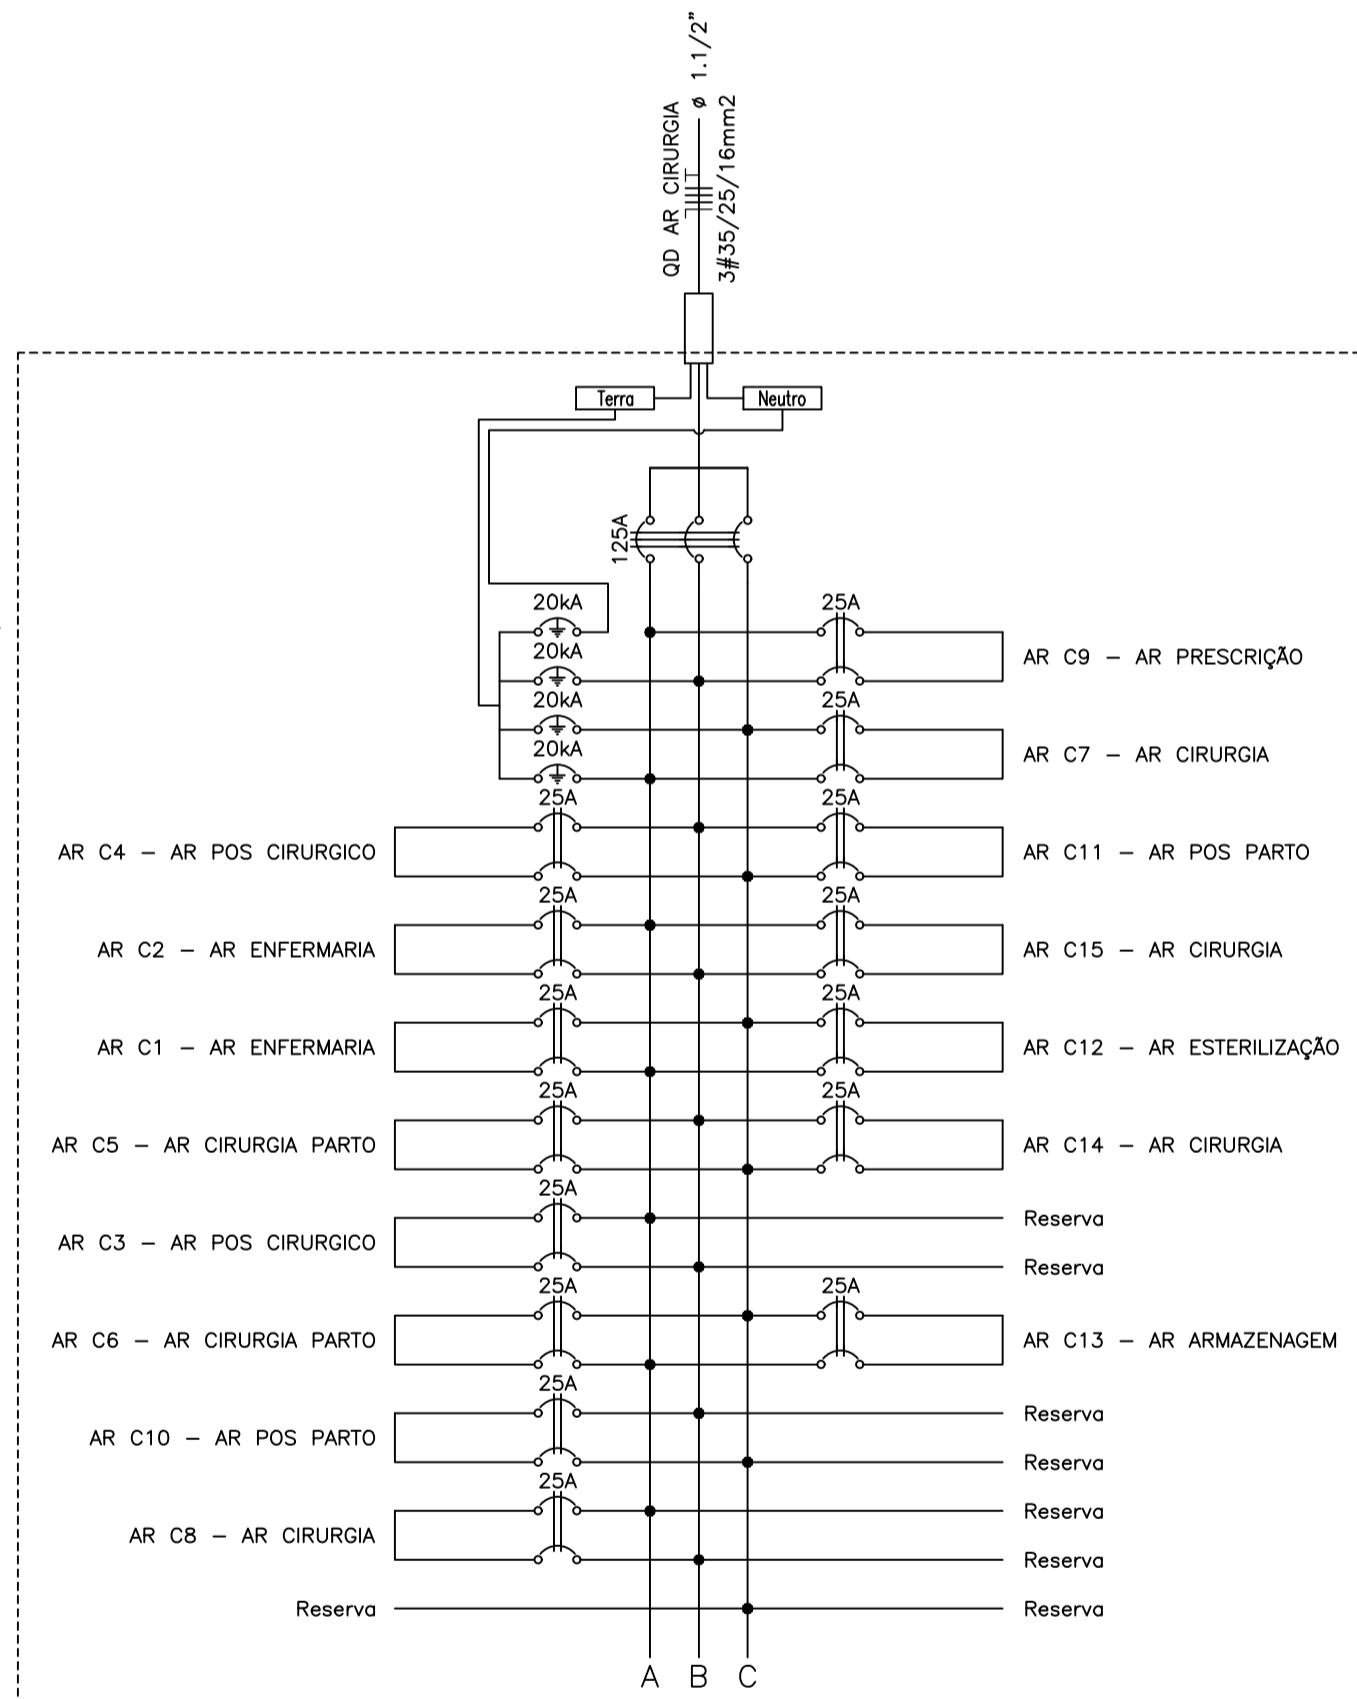 QD AR CIRURGIA
ø 1.1/2"
3#35/25/16mm2
Terra
Neutro
125A
20kA
25A
20kA
AR C9 – AR PRESCRIÇÃO
20kA
25A
20kA
AR C7 – AR CIRURGIA
25A
25A
AR C4 – AR POS CIRURGICO
AR C11 – AR POS PARTO
25A
25A
AR C2 – AR ENFERMARIA
AR C15 – AR CIRURGIA
25A
25A
AR C1 – AR ENFERMARIA
AR C12 – AR ESTERILIZAÇÃO
25A
25A
AR C5 – AR CIRURGIA PARTO
AR C14 – AR CIRURGIA
25A
Reserva
AR C3 – AR POS CIRURGICO
Reserva
25A
25A
AR C6 – AR CIRURGIA PARTO
AR C13 – AR ARMAZENAGEM
25A
Reserva
AR C10 – AR POS PARTO
Reserva
25A
Reserva
AR C8 – AR CIRURGIA
Reserva
Reserva
Reserva
A B C